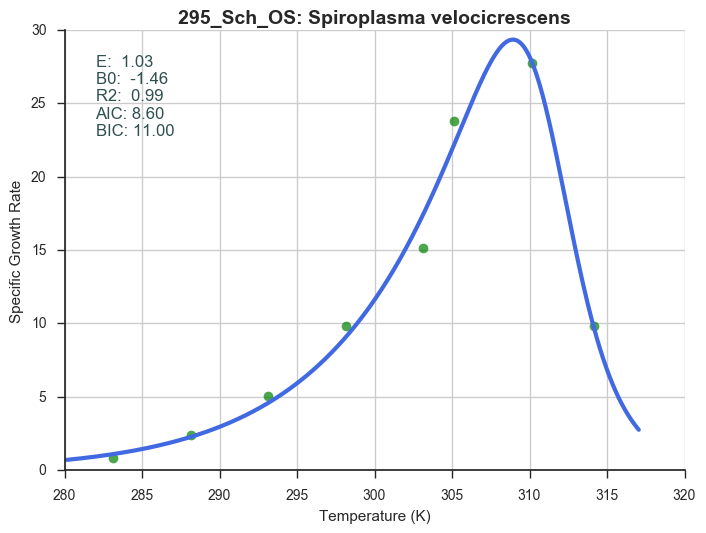 295_Sch_OS: Spiroplasma velocicrescens
E:  1.03
B0:  -1.46
R2:  0.99
AIC: 8.60
BIC: 11.00
Specific Growth Rate
30
25
20
15
10
5
0
280 285 290 295 300 305 310 315 320
Temperature (K)